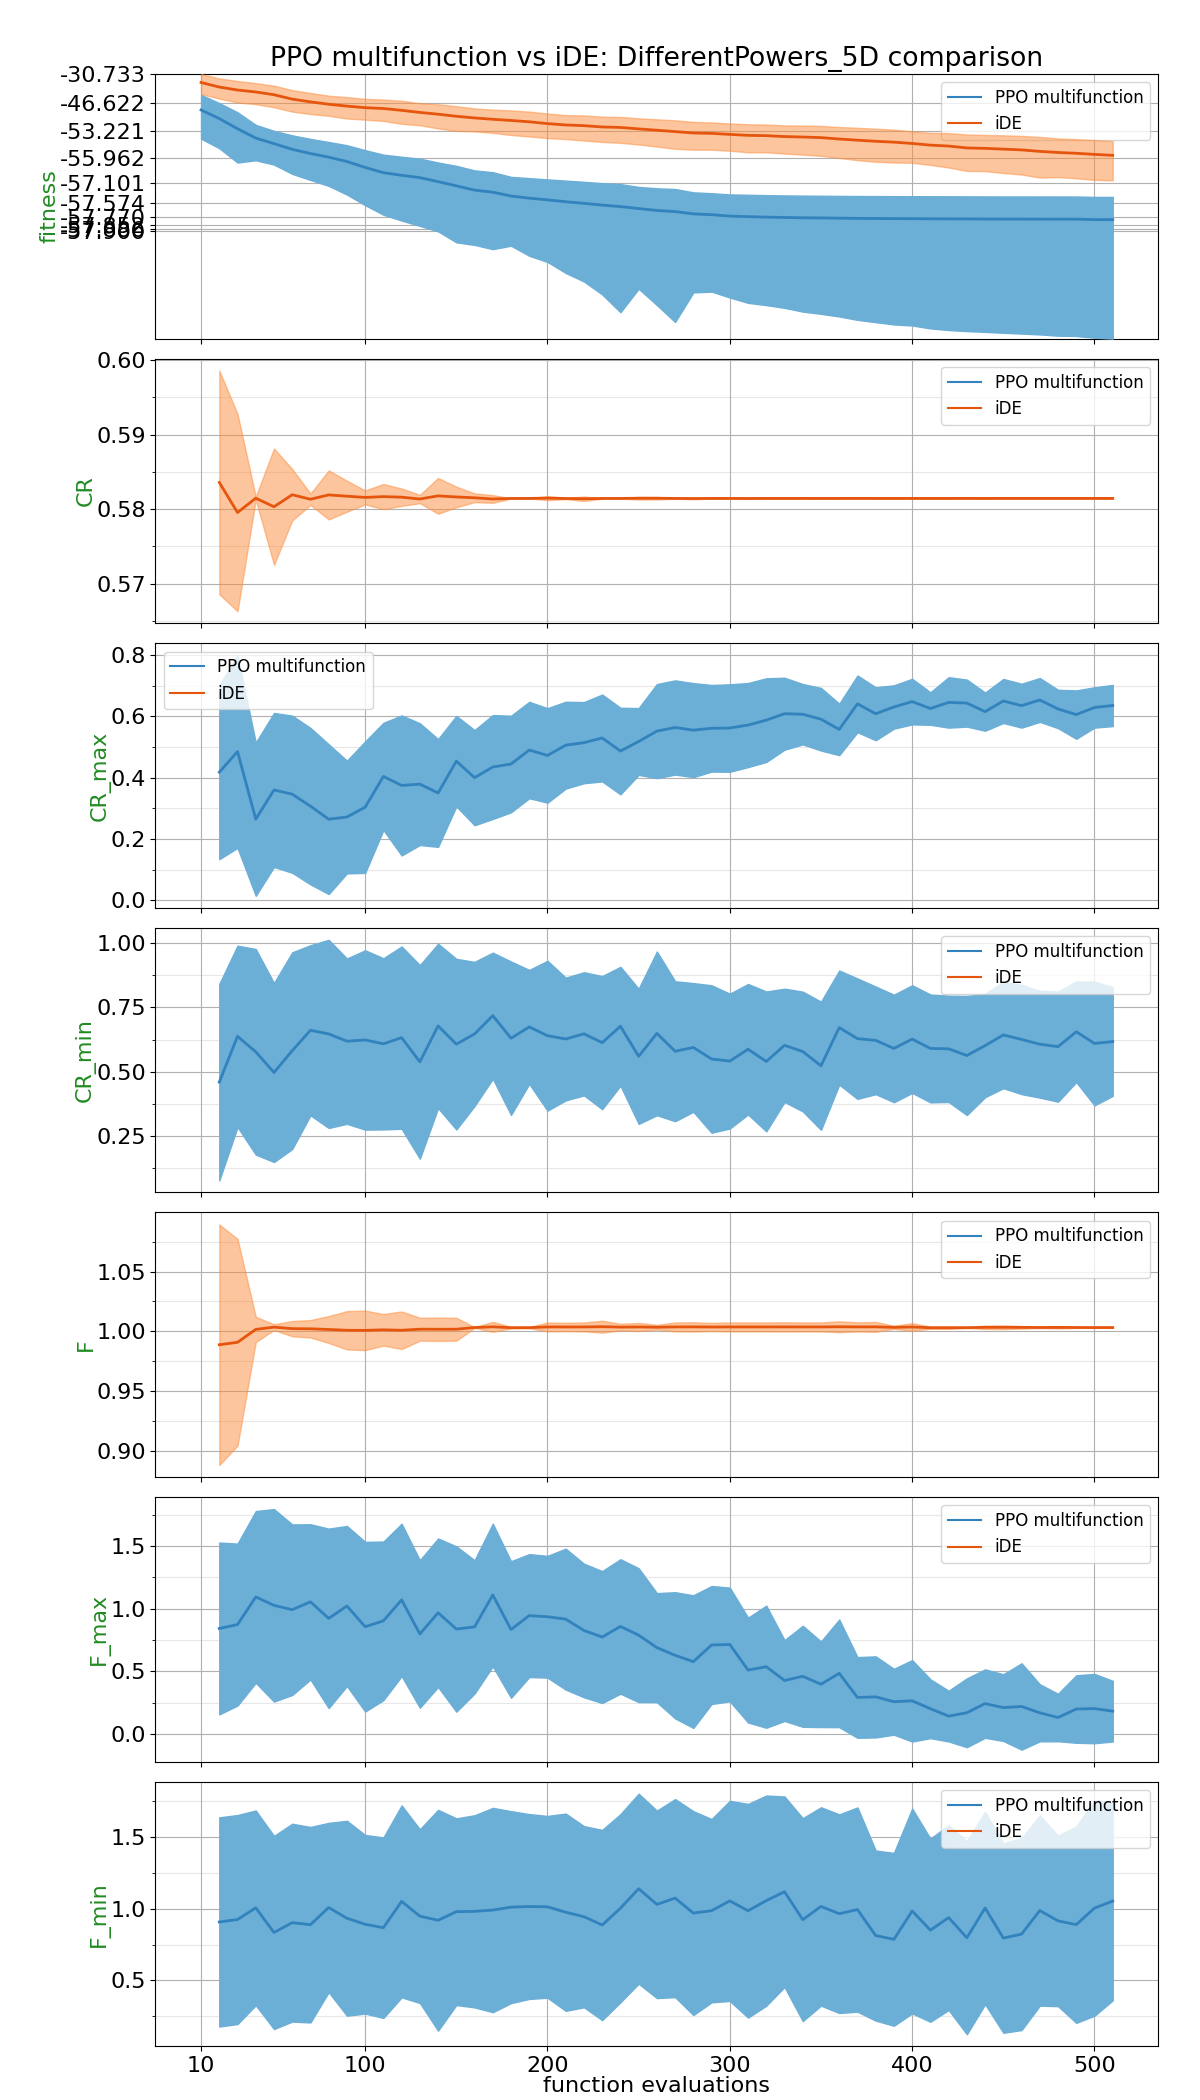 PPO multifunction vs iDE: DifferentPowers_5D comparison
-30.733
-46.622
-53.221
-55.962
-57.101
-57.574
-57.770
fitness
PPO multifunction
iDE
0.60
0.59
0.58
0.57
CR
PPO multifunction
iDE
0.8
0.6
0.4
0.2
0.0
CR_max
PPO multifunction
iDE
1.00
0.75
0.50
0.25
CR_min
PPO multifunction
iDE
1.05
1.00
0.95
0.90
F
PPO multifunction
iDE
1.5
1.0
0.5
0.0
F_max
PPO multifunction
iDE
1.5
1.0
0.5
F_min
PPO multifunction
iDE
10 100 200 300 400 500
function evaluations